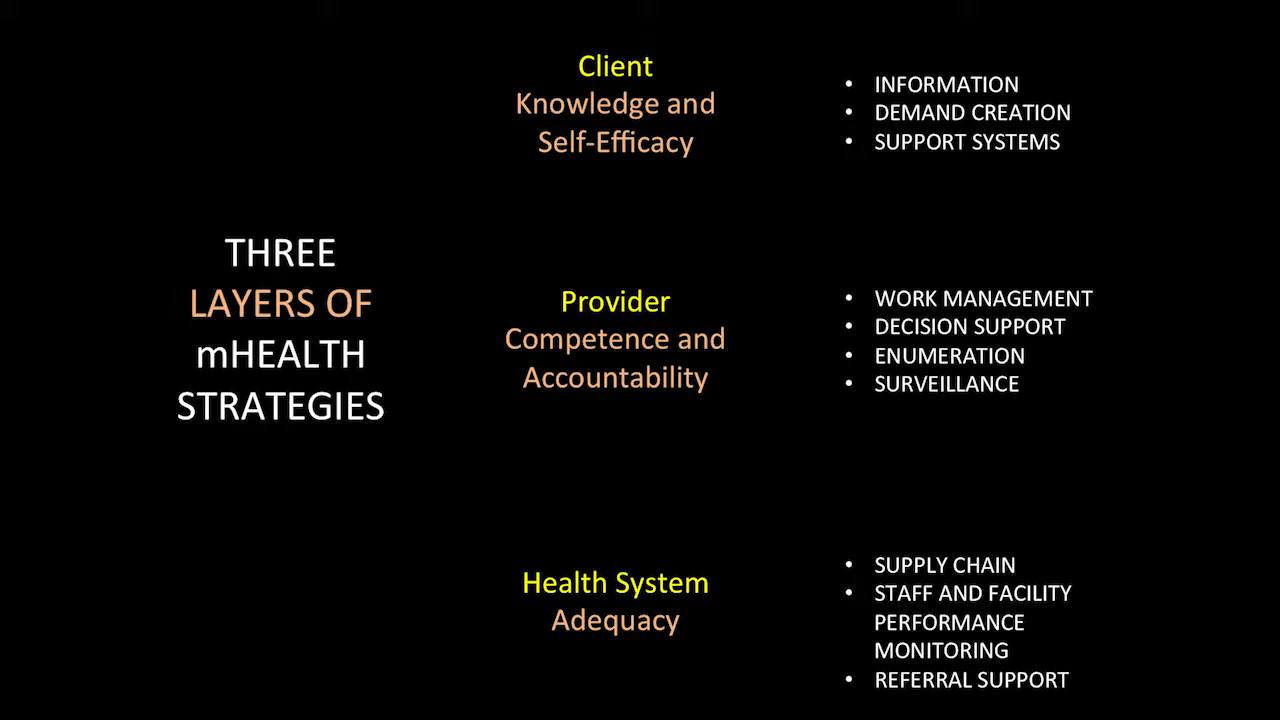 THREE
LAYERS OF
mHEALTH
STRATEGIES
Client
Knowledge and
Self-Efficacy
• INFORMATION
• DEMAND CREATION
• SUPPORT SYSTEMS
Provider
Competence and
Accountability
• WORK MANAGEMENT
• DECISION SUPPORT
• ENUMERATION
• SURVEILLANCE
Health System
Adequacy
• SUPPLY CHAIN
• STAFF AND FACILITY
PERFORMANCE
MONITORING
• REFERRAL SUPPORT